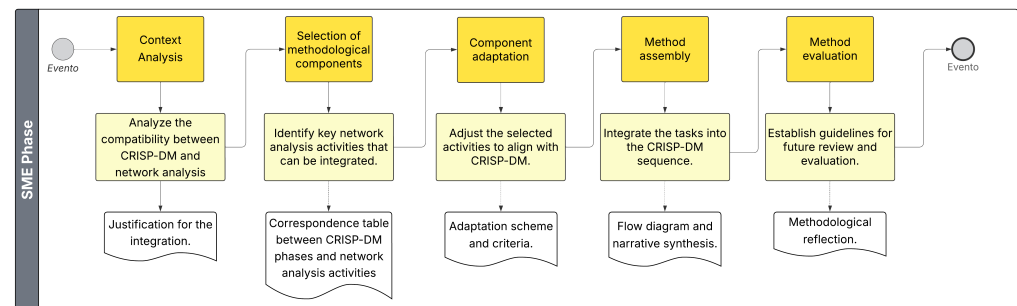 SME Phase
Evento
Context
Analysis
Selection of
methodological
components
Component
adaptation
Method
assembly
Method
evaluation
Evento
Analyze the
compatibility between
CRISP-DM and
network analysis
Identify key network
analysis activities that
can be integrated.
Adjust the selected
activities to align with
CRISP-DM.
Integrate the tasks into
the CRISP-DM
sequence.
Establish guidelines for
future review and
evaluation.
Justification for the
integration.
Correspondence table
between CRISP-DM
phases and network
analysis activities
Adaptation scheme
and criteria.
Flow diagram and
narrative synthesis.
Methodological
reflection.